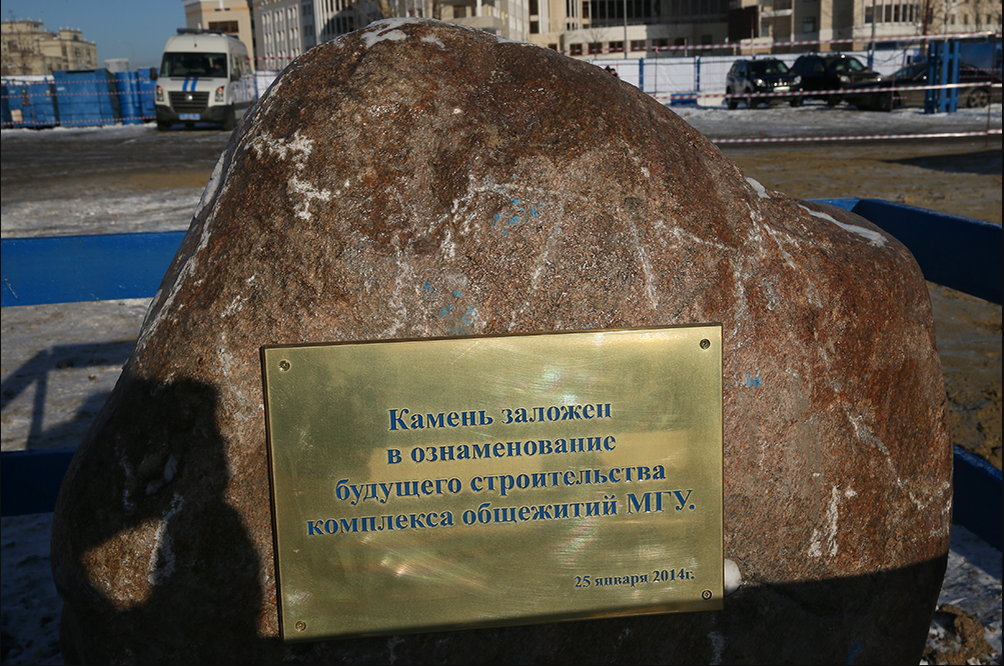 Камень заложен
в ознаменование
будущего строительства
комплекса общежитий МГУ.
25 января 2014г.